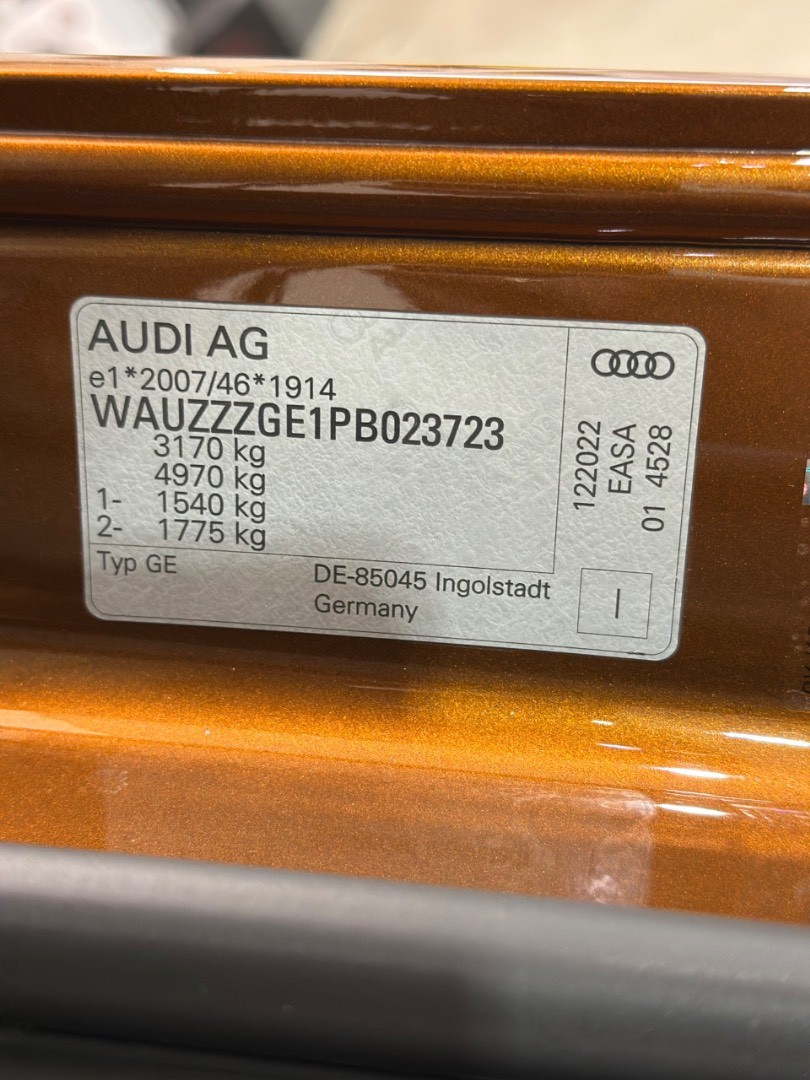 AUDI AG
e1*2007/46*1914
WAUZZZGE1PB023723
3170 kg
4970 kg
1- 1540 kg
2- 1775 kg
Typ GE
DE-85045 Ingolstadt
Germany
122022
EASA
01 4528
I